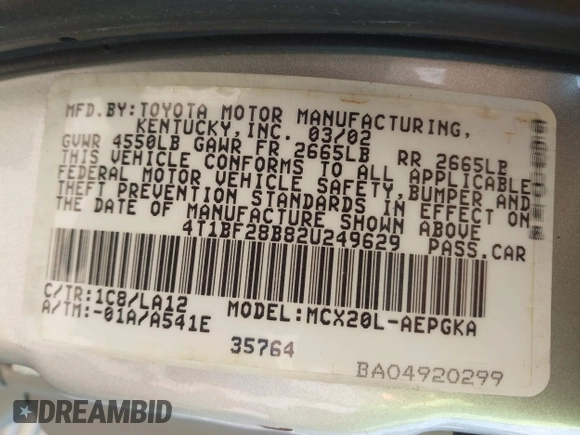 MFD.BY:TOYOTA MOTOR MANUFACTURING,
KENTUCKY,INC. 03/02
GVWR 4550LB GAWR FR 2665LB RR 2665LB
THIS VEHICLE CONFORMS TO ALL APPLICABLE
FEDERAL MOTOR VEHICLE SAFETY,BUMPER AND
THEFT PREVENTION STANDARDS IN EFFECT ON
THE DATE OF MANUFACTURE SHOWN ABOVE
4T1BF28B82U249629 PASS.CAR
C/TR:1C8/LA12 MODEL:MCX20L-AEPGKA
A/TM:-01A/A541E
35764
BA04920299
DREAMBID